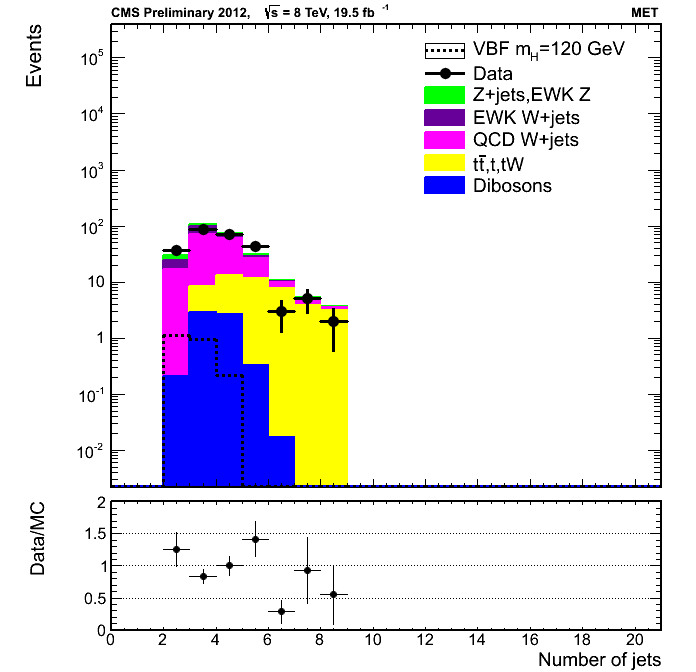 CMS Preliminary 2012, √s = 8 TeV, 19.5 fb⁻¹ MET
Events
VBF m_H=120 GeV
Data
Z+jets,EWK Z
EWK W+jets
QCD W+jets
tt̄,t,tW
Dibosons
10⁵
10⁴
10³
10²
10
1
10⁻¹
10⁻²
Data/MC
2
1.5
1
0.5
0
0 2 4 6 8 10 12 14 16 18 20
Number of jets